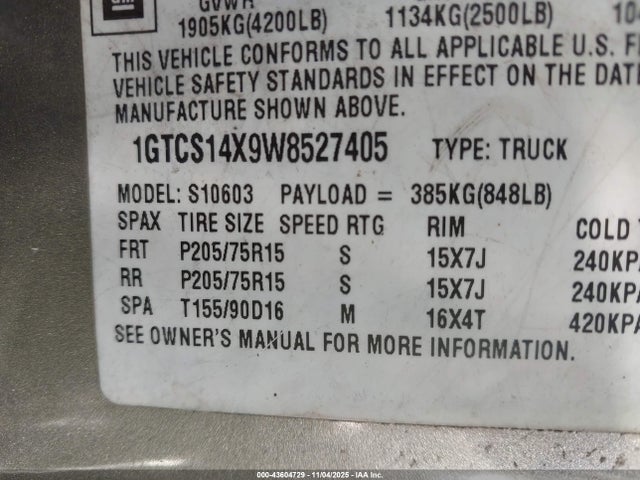 GM
GVWR
1905KG(4200LB) 1134KG(2500LB)
THIS VEHICLE CONFORMS TO ALL APPLICABLE U.S. F
VEHICLE SAFETY STANDARDS IN EFFECT ON THE DATE
MANUFACTURE SHOWN ABOVE.
1GTCS14X9W8527405 TYPE: TRUCK
MODEL: S10603 PAYLOAD = 385KG(848LB)
SPAX TIRE SIZE SPEED RTG RIM COLD
FRT P205/75R15 S 15X7J 240KPA
RR P205/75R15 S 15X7J 240KPA
SPA T155/90D16 M 16X4T 420KPA
SEE OWNER'S MANUAL FOR MORE INFORMATION.
000-43604729 - 11/04/2025 - IAA Inc.